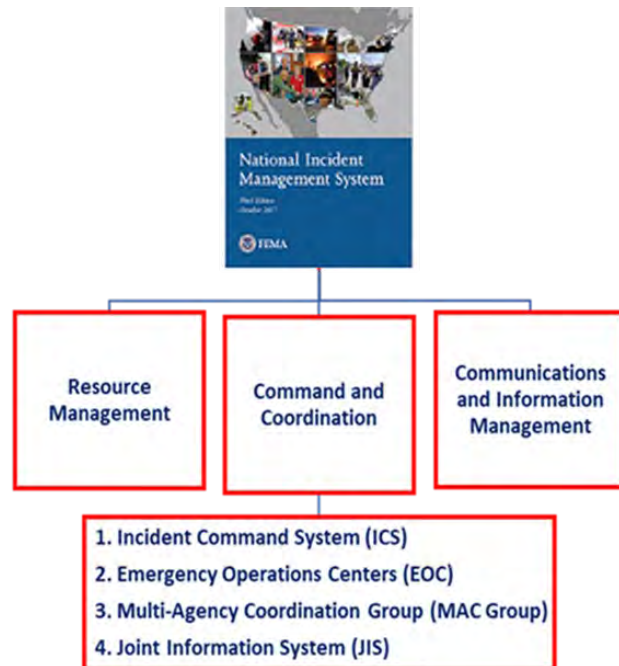 National Incident
Management System
Third Edition
October 2017
FEMA
Resource
Management
Command and
Coordination
Communications
and Information
Management
1. Incident Command System (ICS)
2. Emergency Operations Centers (EOC)
3. Multi-Agency Coordination Group (MAC Group)
4. Joint Information System (JIS)